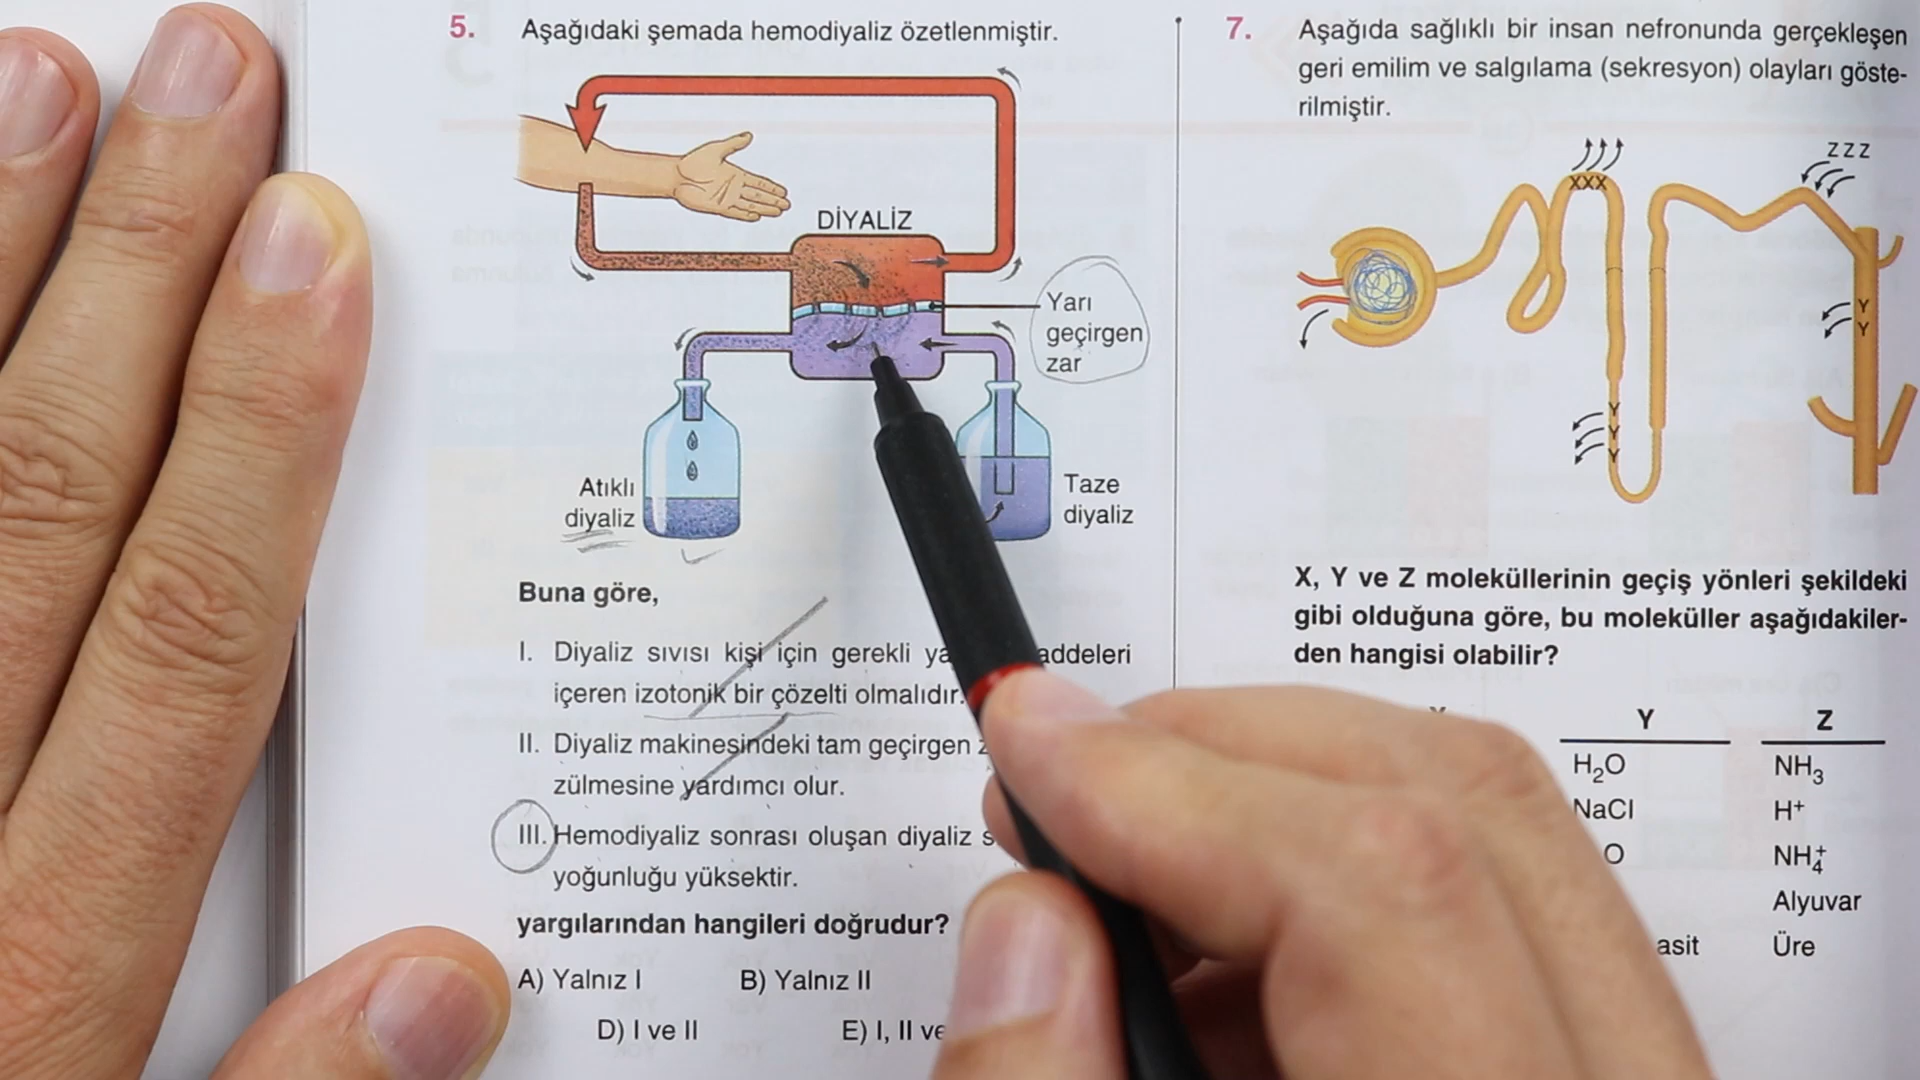 5. Aşağıdaki şemada hemodiyaliz özetlenmiştir.
DİYALİZ
Yarı
geçirgen
zar
Atıklı
diyaliz
Taze
diyaliz
Buna göre,
I. Diyaliz sıvısı kişi için gerekli
içeren izotonik bir çözelti olmalıdır.
II. Diyaliz makinesindeki tam geçirgen
zülmesine yardımcı olur.
III. Hemodiyaliz sonrası oluşan diyaliz
yoğunluğu yüksektir.
yargılarından hangileri doğrudur?
A) Yalnız I B) Yalnız II
D) I ve II E) I, II ve
7. Aşağıda sağlıklı bir insan nefronunda gerçekleşen
geri emilim ve salgılama (sekresyon) olayları göste-
rilmiştir.
Z Z Z
XXX
Y
Y
Y
Y
Y
X, Y ve Z moleküllerinin geçiş yönleri şekildeki
gibi olduğuna göre, bu moleküller aşağıdakiler-
den hangisi olabilir?
Y Z
H₂O NH₃
NaCl H⁺
O NH₄⁺
Alyuvar
asit Üre